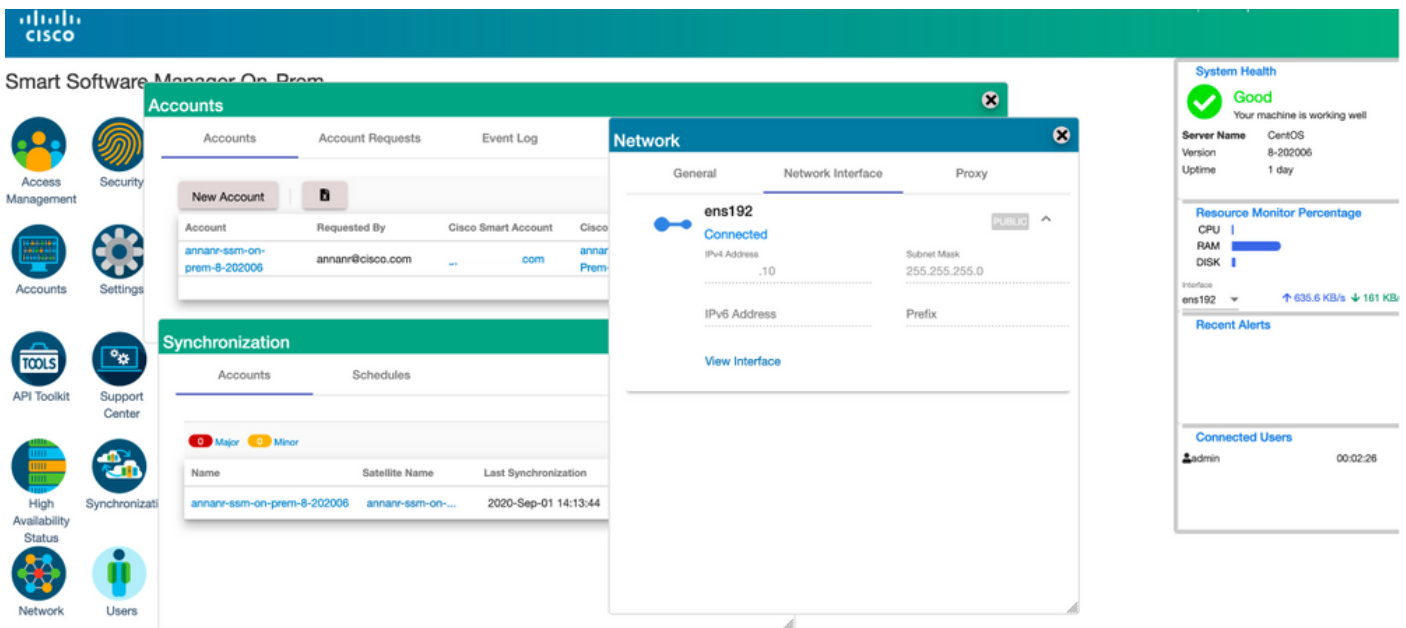 CISCO
Smart Software Manager On-Prem
Access Management
Security
Accounts
Settings
TOOLS
API Toolkit
Support Center
High Availability Status
Synchronizati
Network
Users
Accounts
Accounts Account Requests Event Log
New Account
Account Requested By Cisco Smart Account Cisco
annanr-ssm-on-prem-8-202006 annanr@cisco.com com annar
Prem-
Synchronization
Accounts Schedules
0 Major 0 Minor
Name Satellite Name Last Synchronization
annanr-ssm-on-prem-8-202006 annanr-ssm-on-... 2020-Sep-01 14:13:44
Network
General Network Interface Proxy
ens192
PUBLIC
Connected
IPv4 Address Subnet Mask
.10 255.255.255.0
IPv6 Address Prefix
View Interface
System Health
Good
Your machine is working well
Server Name CentOS
Version 8-202006
Uptime 1 day
Resource Monitor Percentage
CPU
RAM
DISK
Interface
ens192 635.6 KB/s 161 KB/
Recent Alerts
Connected Users
admin 00:02:26